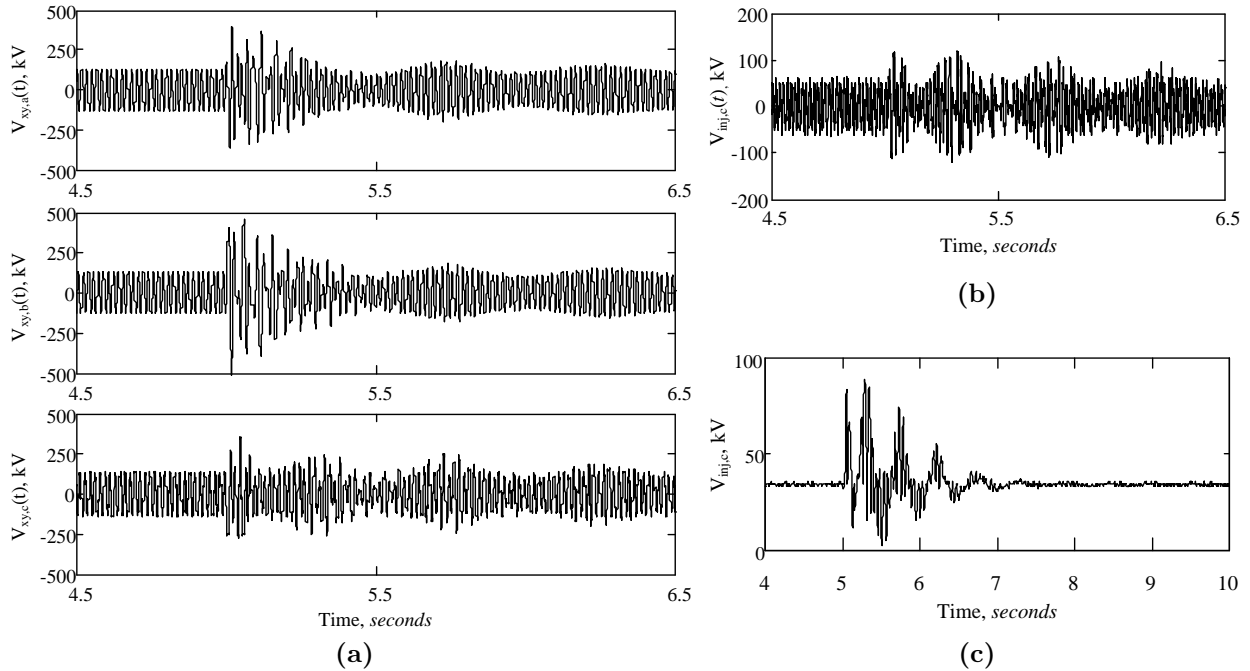 500
250
0
-250
-500
V_xy,a(t), kV
4.5 5.5 6.5
500
250
0
-250
-500
V_xy,b(t), kV
4.5 5.5 6.5
500
250
0
-250
-500
V_xy,c(t), kV
4.5 5.5 6.5
Time, seconds
(a)
200
100
0
-100
-200
V_inj,c(t), kV
4.5 5.5 6.5
Time, seconds
(b)
100
50
0
V_inj,c, kV
4 5 6 7 8 9 10
Time, seconds
(c)